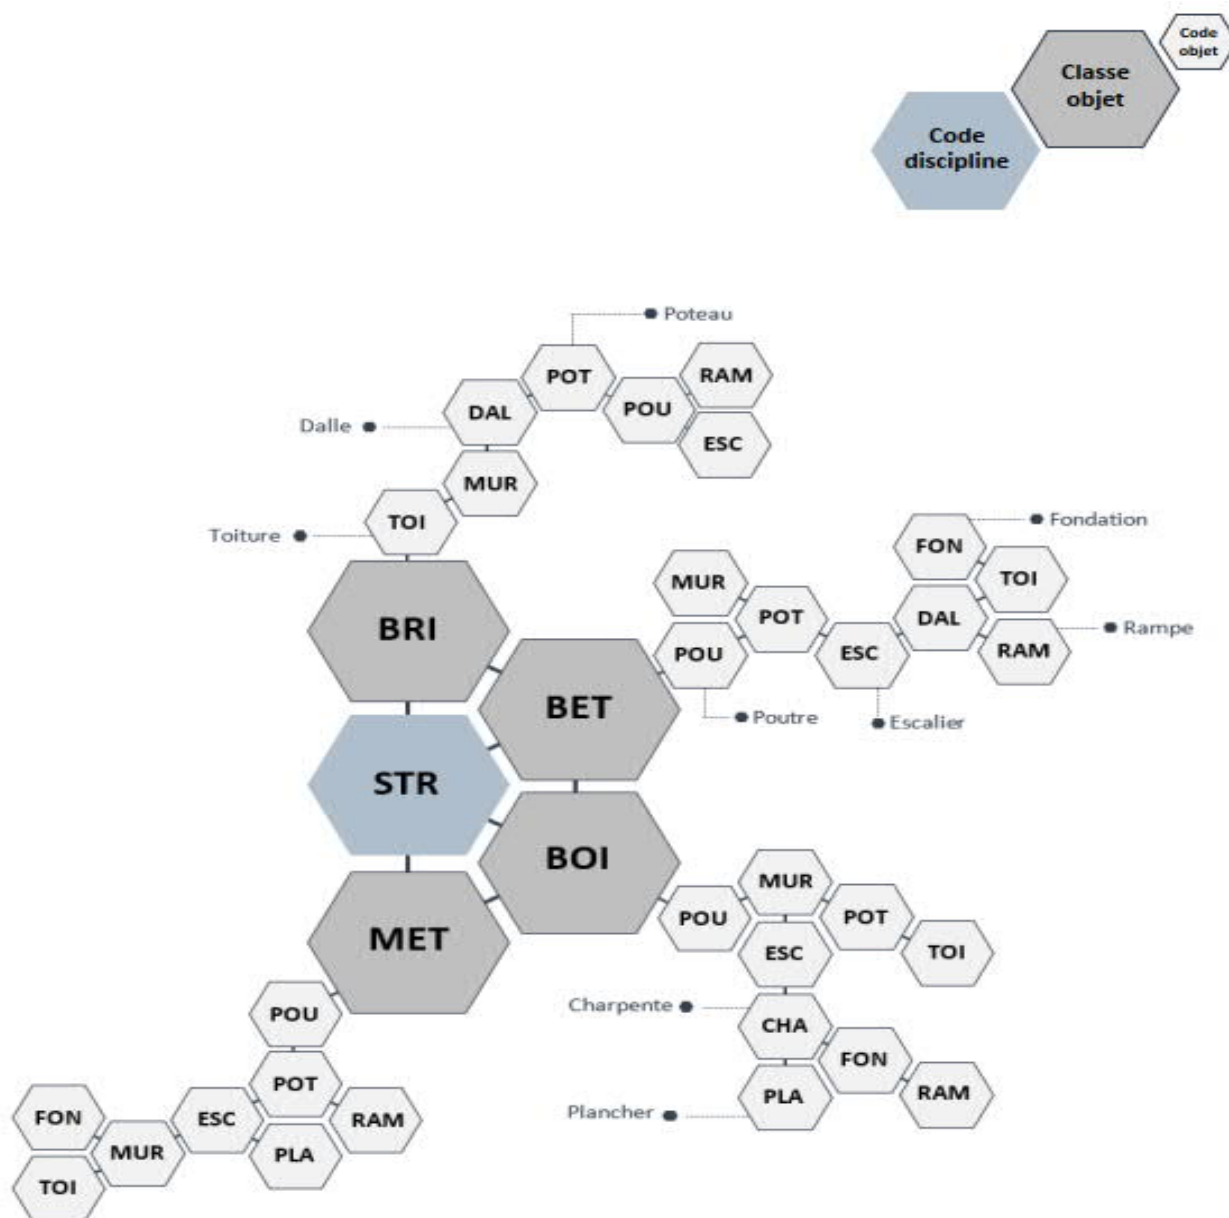 Code
objet
Classe
objet
Code
discipline
Poteau
POT
RAM
DAL
POU
Dalle
ESC
MUR
TOI
Toiture
Fondation
FON
MUR
TOI
BRI
POT
DAL
Rampe
POU
ESC
RAM
BET
Poutre
Escalier
STR
BOI
MUR
POU
POT
MET
ESC
TOI
Charpente
POU
CHA
FON
POT
PLA
RAM
Plancher
FON
ESC
RAM
MUR
PLA
TOI